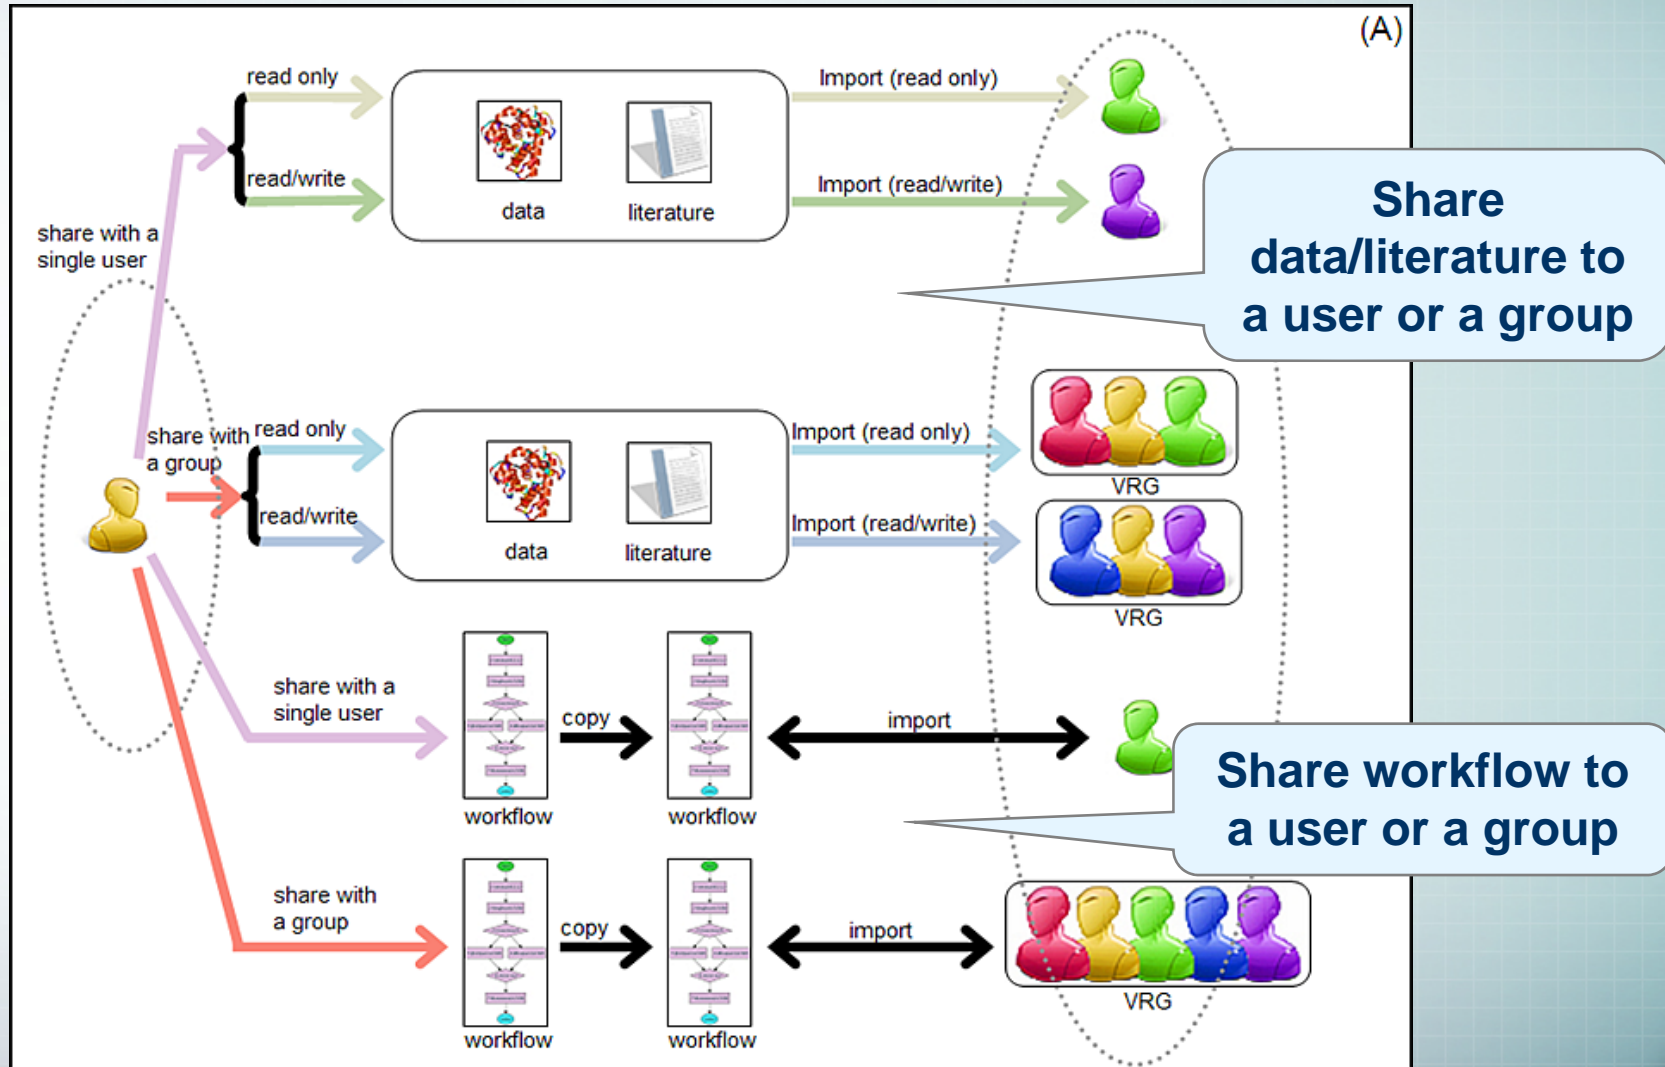 (A)
read only
Import (read only)
read/write
Import (read/write)
data
literature
share with a
single user
Share
data/literature to
a user or a group
share with
a group
read only
Import (read only)
VRG
read/write
Import (read/write)
data
literature
VRG
share with a
single user
copy
import
workflow
workflow
Share workflow to
a user or a group
share with
a group
copy
import
VRG
workflow
workflow